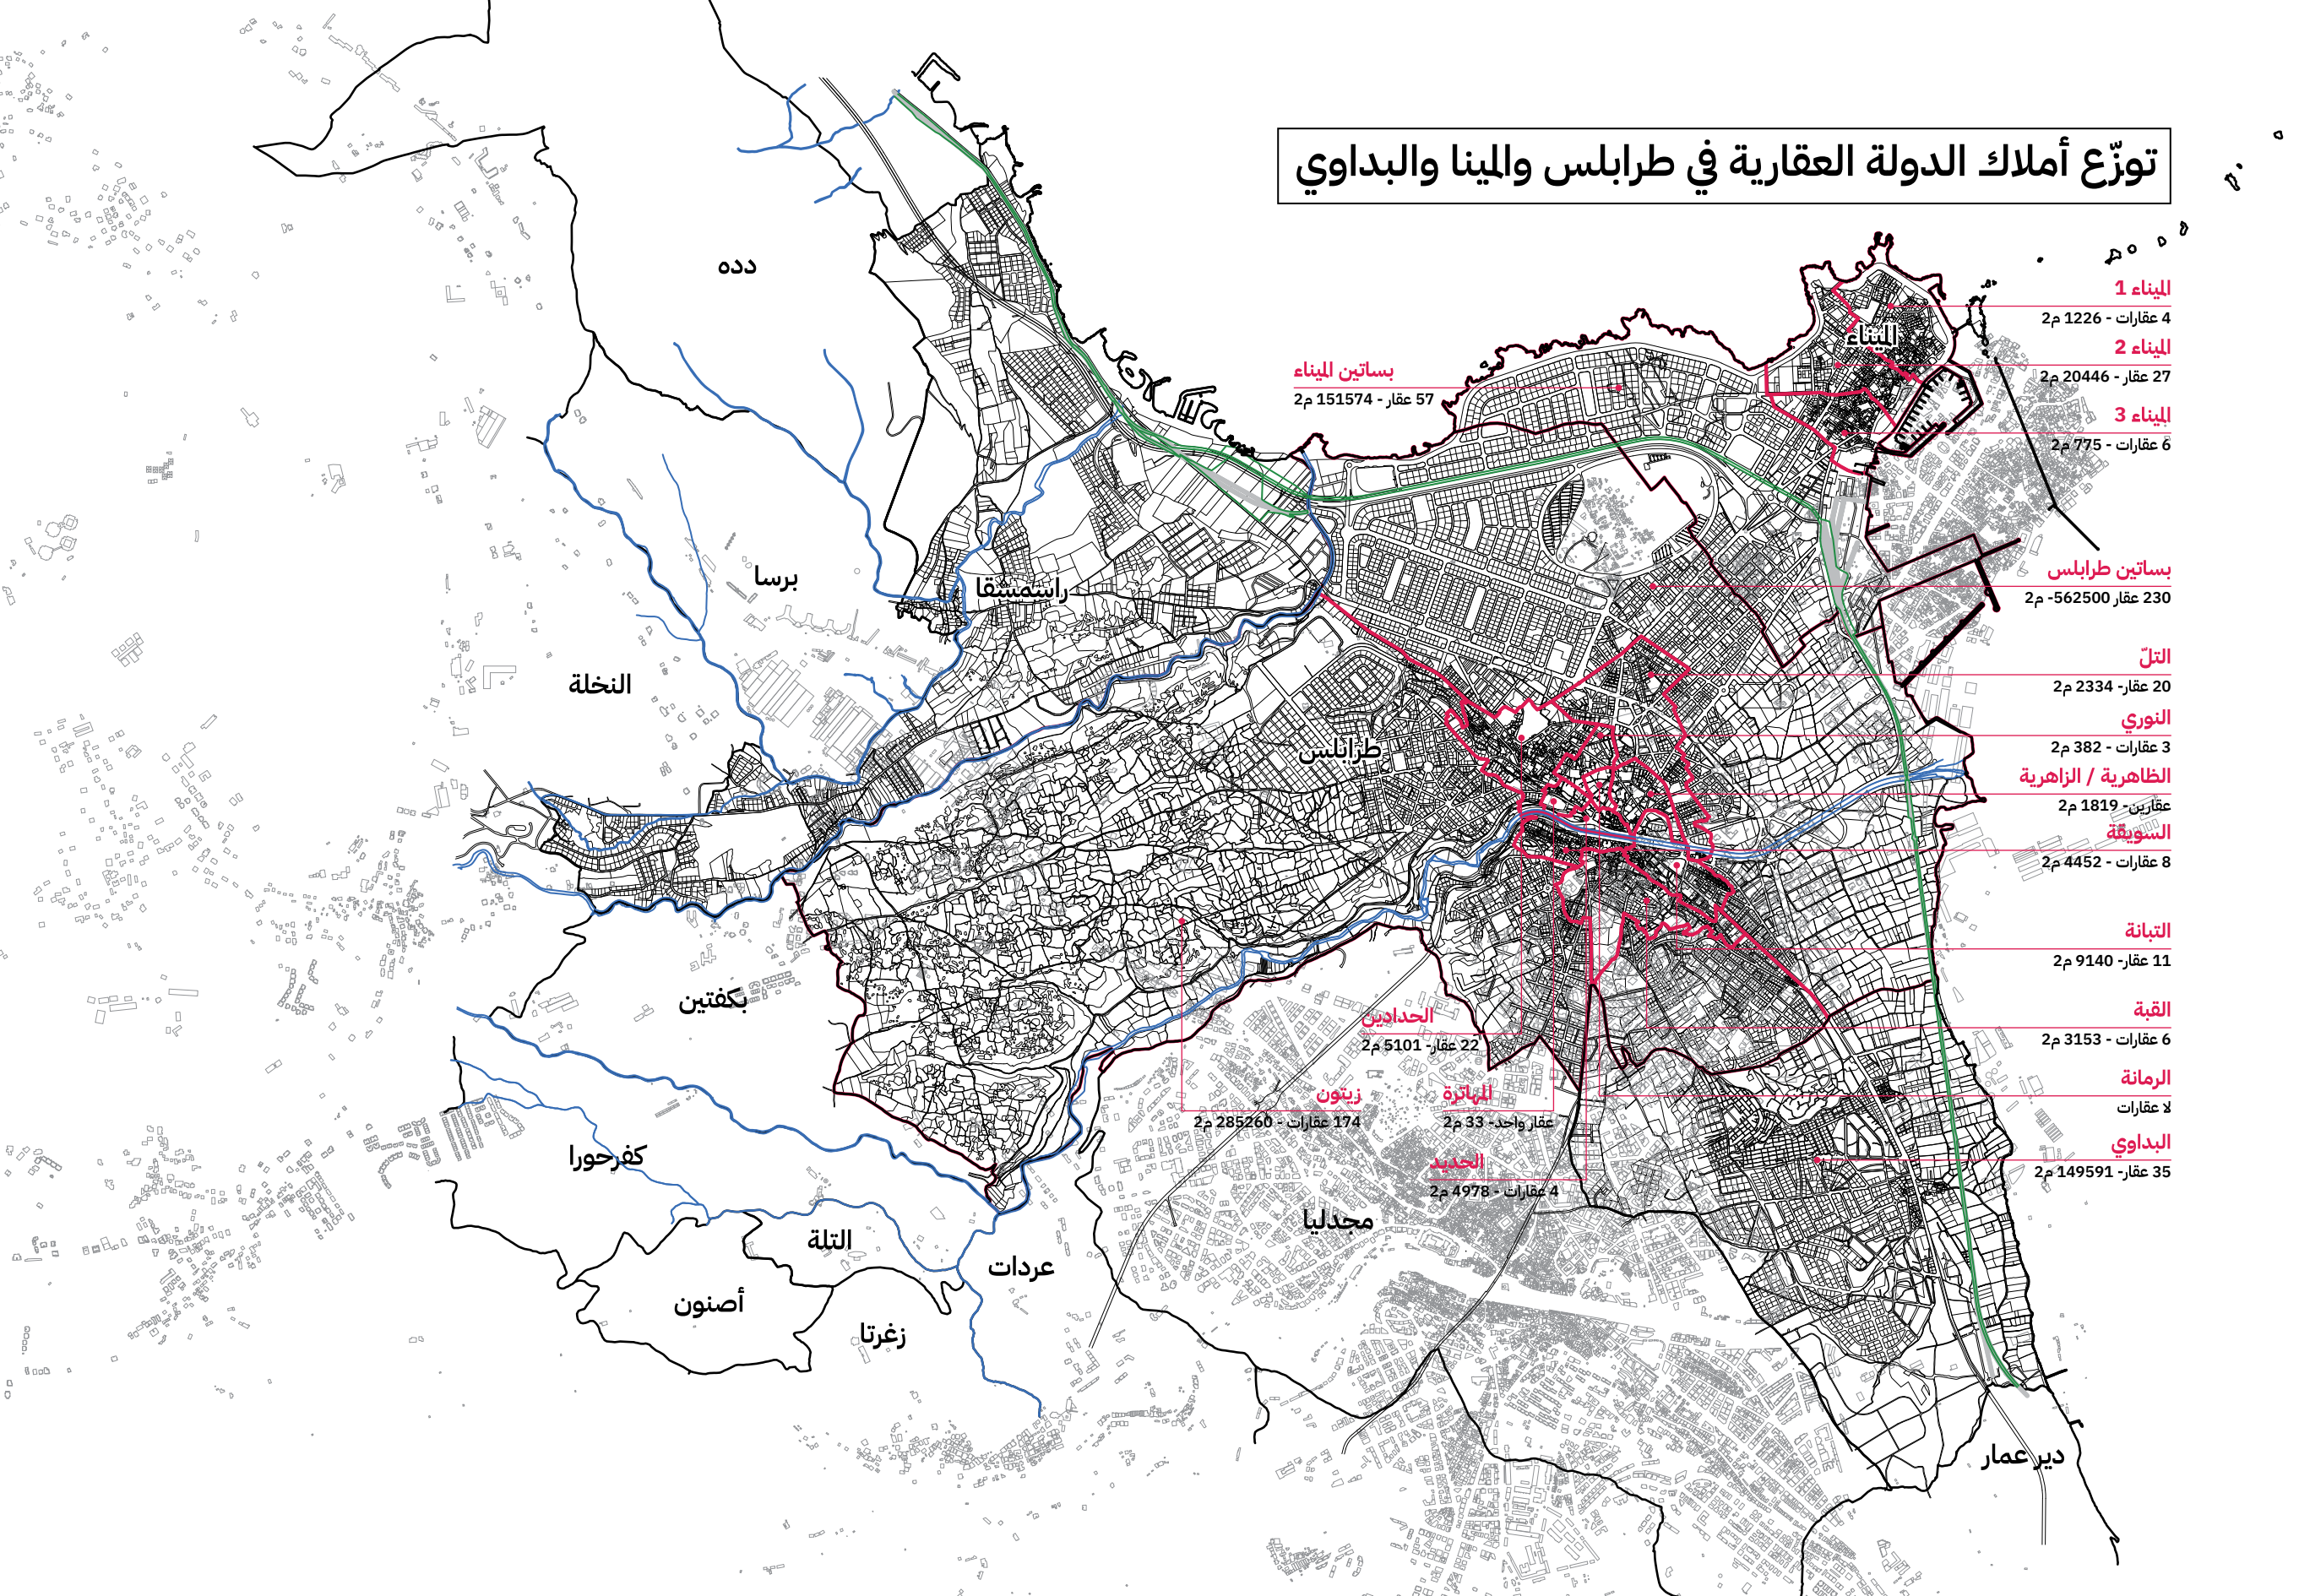 توزّع أملاك الدولة العقارية في طرابلس والمينا والبداوي
الميناء 1
4 عقارات - 1226 م2
الميناء
الميناء 2
27 عقار - 20446 م2
الميناء 3
6 عقارات - 775 م2
بساتين الميناء
57 عقار - 151574 م2
بساتين طرابلس
230 عقار 562500- م2
التلّ
20 عقار- 2334 م2
النوري
3 عقارات - 382 م2
الظاهرية / الزاهرية
عقارين- 1819 م2
السويقة
8 عقارات - 4452 م2
التبانة
11 عقار- 9140 م2
القبة
6 عقارات - 3153 م2
الرمانة
لا عقارات
البداوي
35 عقار- 149591 م2
الحدادين
22 عقار- 5101 م2
المهاترة
عقار واحد- 33 م2
زيتون
174 عقارات - 285260 م2
الحديد
4 عقارات - 4978 م2
دده
برسا
راسمسقا
النخلة
طرابلس
بكفتين
كفرحورا
التلة
أصنون
زغرتا
عردات
مجدليا
دير عمار